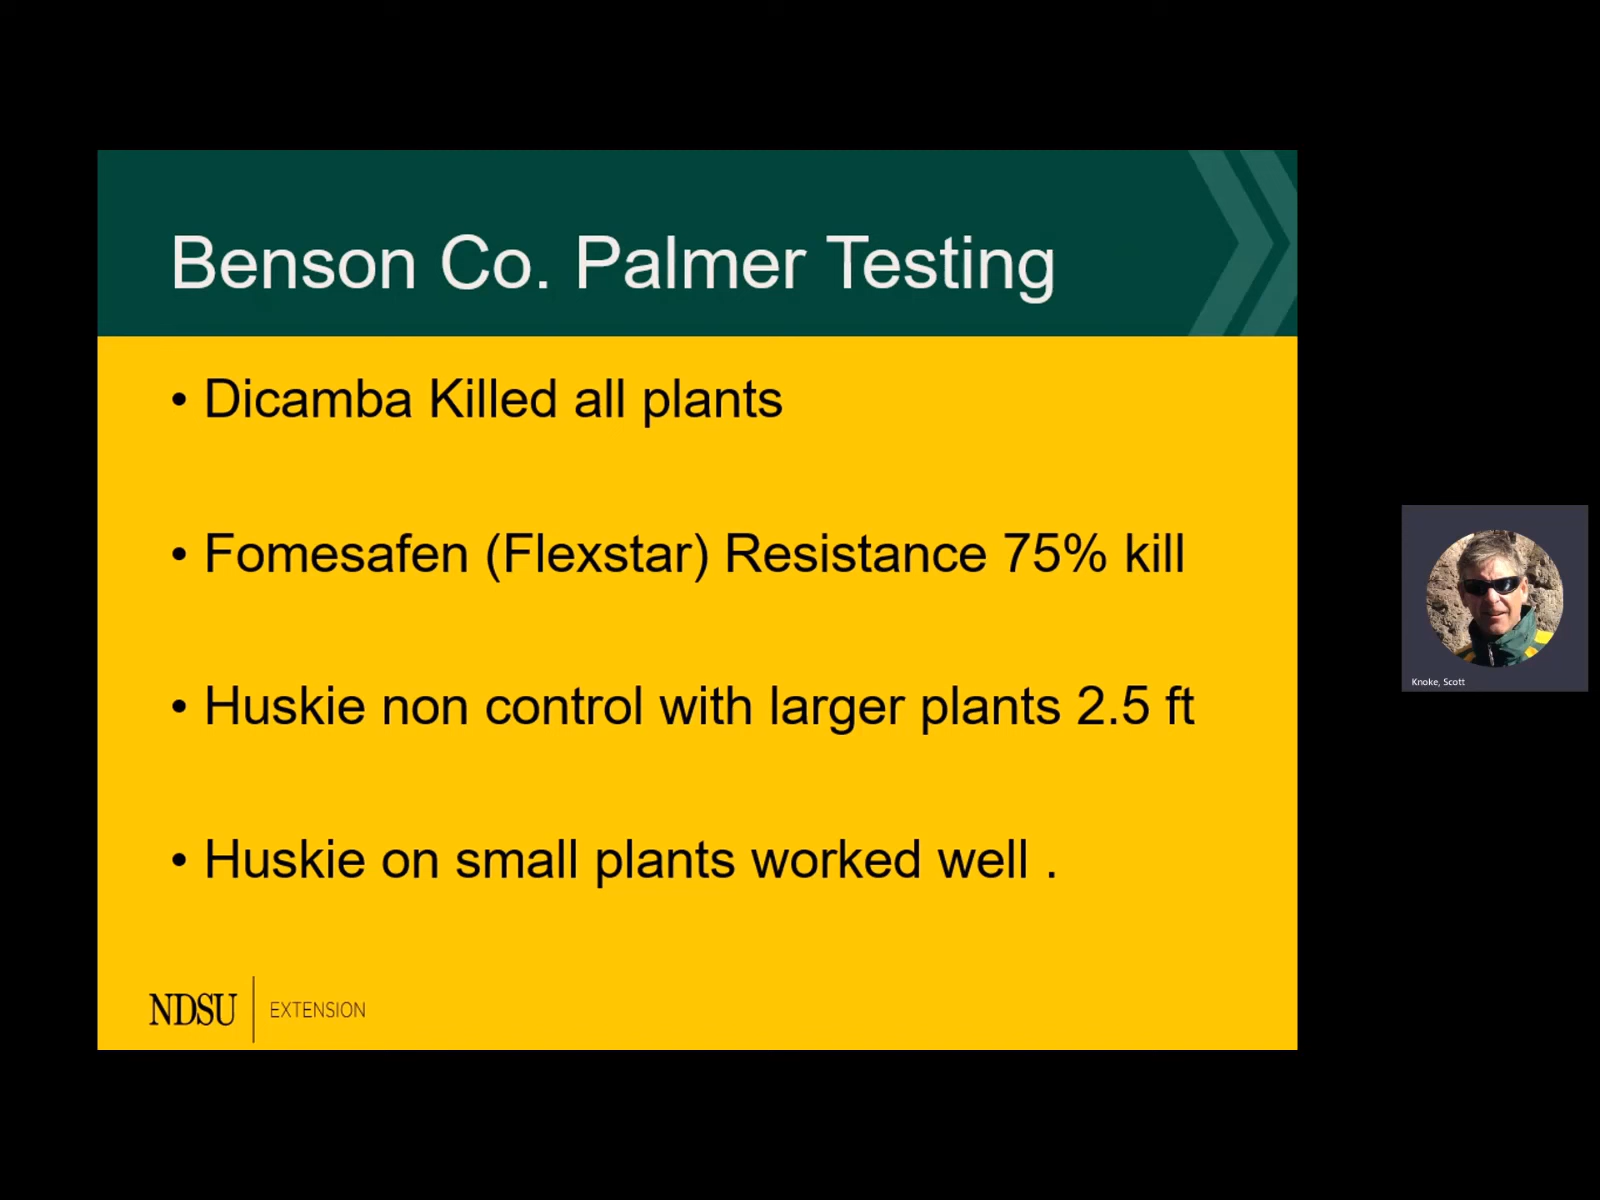 Benson Co. Palmer Testing
• Dicamba Killed all plants
• Fomesafen (Flexstar) Resistance 75% kill
• Huskie non control with larger plants 2.5 ft
• Huskie on small plants worked well .
NDSU EXTENSION
Knoke, Scott